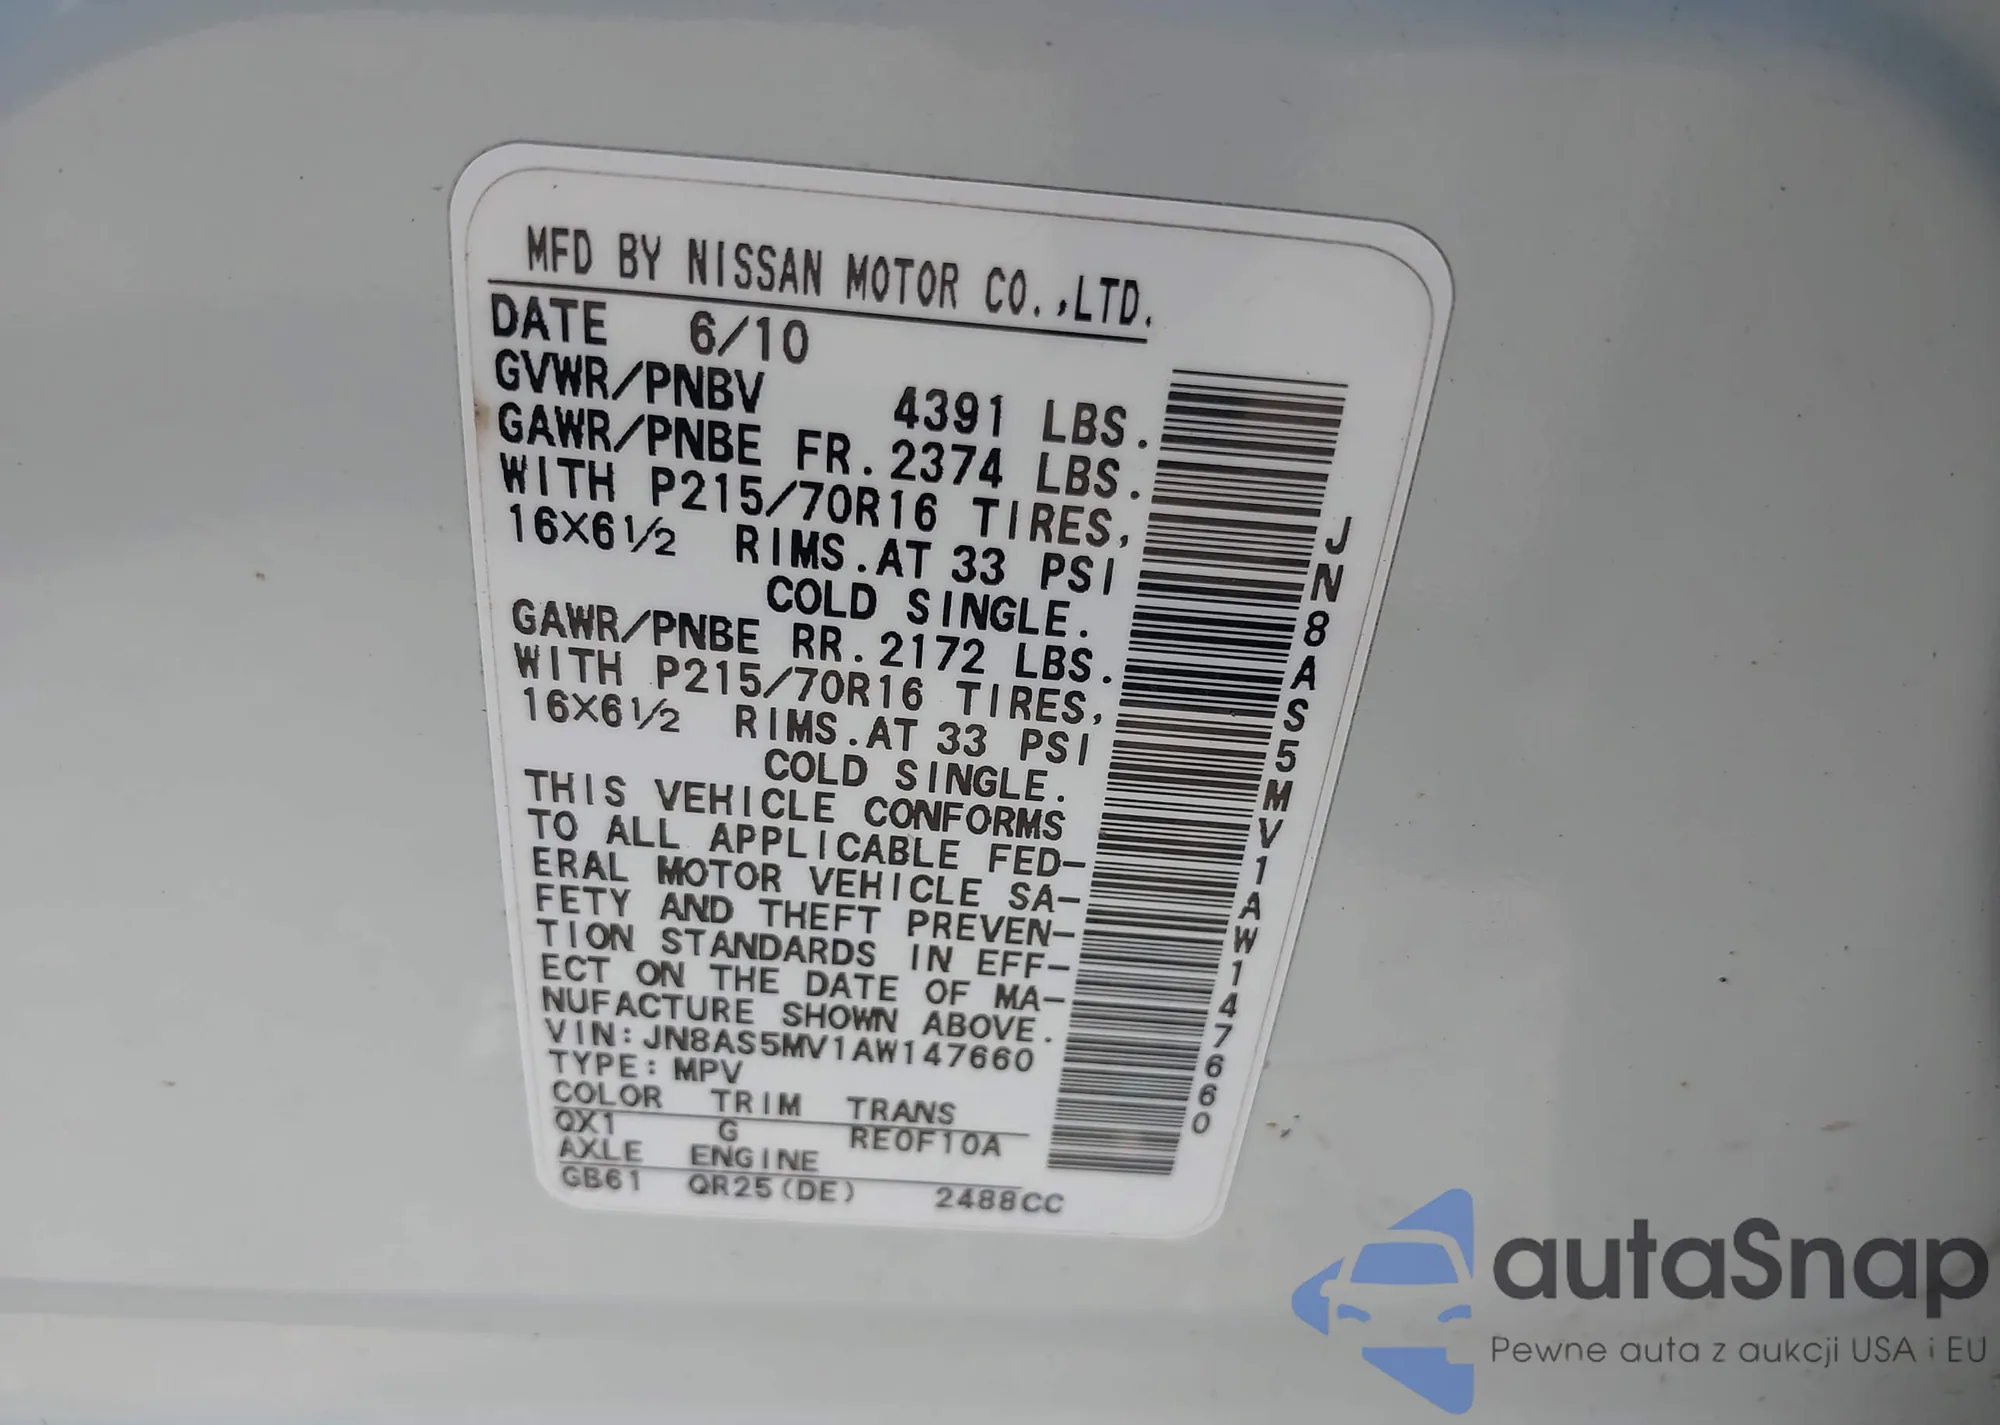 MFD BY NISSAN MOTOR CO.,LTD.
DATE 6/10
GVWR/PNBV 4391 LBS.
GAWR/PNBE FR.2374 LBS.
WITH P215/70R16 TIRES,
16X6½ RIMS.AT 33 PSI
COLD SINGLE.
GAWR/PNBE RR.2172 LBS.
WITH P215/70R16 TIRES,
16X6½ RIMS.AT 33 PSI
COLD SINGLE.
THIS VEHICLE CONFORMS
TO ALL APPLICABLE FED-
ERAL MOTOR VEHICLE SA-
FETY AND THEFT PREVEN-
TION STANDARDS IN EFF-
ECT ON THE DATE OF MA-
NUFACTURE SHOWN ABOVE.
VIN:JN8AS5MV1AW147660
TYPE:MPV
COLOR TRIM TRANS
QX1 G RE0F10A
AXLE ENGINE
GB61 QR25(DE) 2488CC
JN8AS5MV1AW147660
autaSnap
Pewne auta z aukcji USA i EU